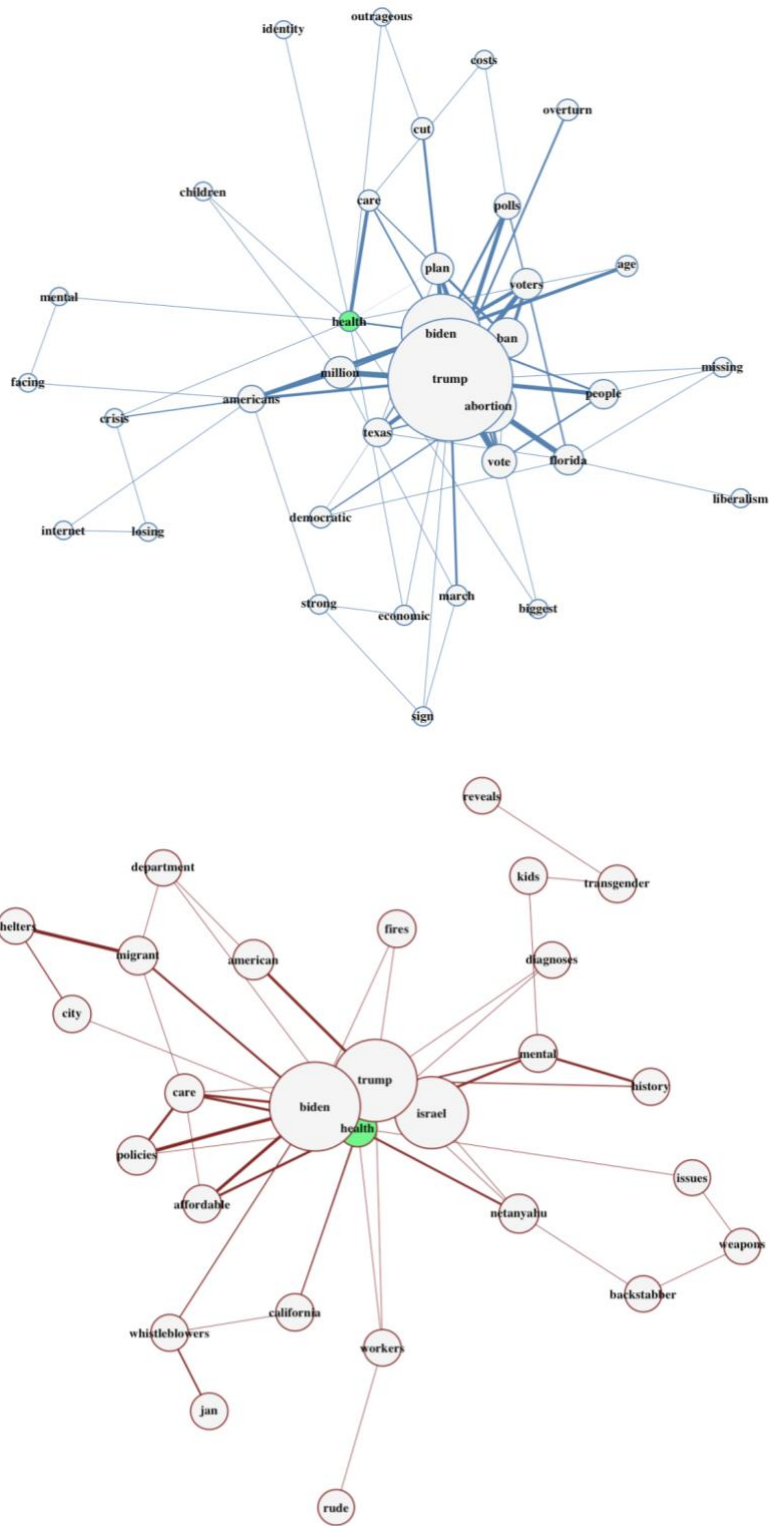 outrageous
identity
costs
overturn
cut
children
care
polls
age
plan
voters
mental
health
biden
ban
missing
million
trump
facing
americans
people
abortion
crisis
texas
vote
florida
liberalism
democratic
internet
losing
strong
march
economic
biggest
sign
reveals
department
kids
transgender
helters
fires
migrant
american
diagnoses
city
mental
trump
history
care
biden
israel
health
policies
issues
affordable
netanyahu
weapons
backstabber
california
whistleblowers
workers
jan
rude